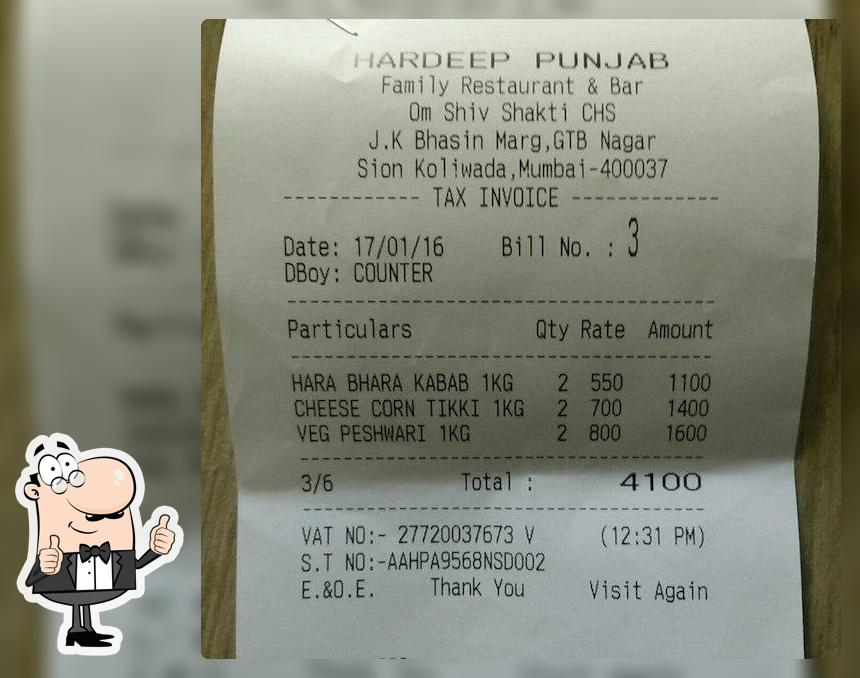 HARDEEP PUNJAB
Family Restaurant & Bar
Om Shiv Shakti CHS
J.K Bhasin Marg,GTB Nagar
Sion Koliwada,Mumbai-400037
------------ TAX INVOICE -------------
Date: 17/01/16 Bill No. : 3
DBoy: COUNTER
Particulars Qty Rate Amount
HARA BHARA KABAB 1KG 2 550 1100
CHEESE CORN TIKKI 1KG 2 700 1400
VEG PESHWARI 1KG 2 800 1600
3/6 Total : 4100
VAT NO:- 27720037673 V (12:31 PM)
S.T NO:-AAHPA9568NSD002
E.&O.E. Thank You Visit Again